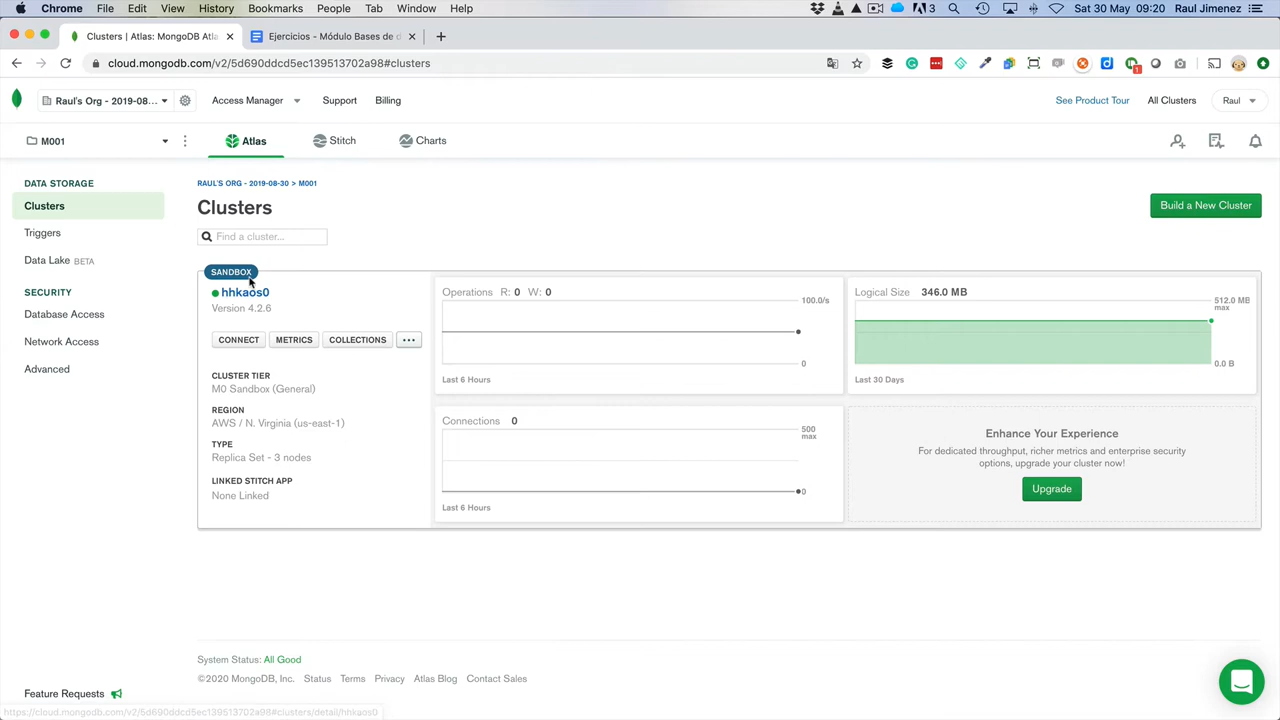 Chrome File Edit View History Bookmarks People Tab Window Help Sat 30 May 09:20 Raul Jimenez
Clusters | Atlas: MongoDB Atla
Ejercicios - Módulo Bases de d
cloud.mongodb.com/v2/5d690ddcd5ec139513702a98#clusters
Raul's Org - 2019-08... Access Manager Support Billing See Product Tour All Clusters Raul
M001 Atlas Stitch Charts
DATA STORAGE
Clusters
Triggers
Data Lake BETA
SECURITY
Database Access
Network Access
Advanced
Feature Requests
RAUL'S ORG - 2019-08-30 > M001
Clusters
Build a New Cluster
Find a cluster...
SANDBOX
hhkaos0
Version 4.2.6
CONNECT METRICS COLLECTIONS ...
CLUSTER TIER
M0 Sandbox (General)
REGION
AWS / N. Virginia (us-east-1)
TYPE
Replica Set - 3 nodes
LINKED STITCH APP
None Linked
Operations R: 0 W: 0
100.0/s
0
Last 6 Hours
Logical Size 346.0 MB
512.0 MB
max
0.0 B
Last 30 Days
Connections 0
500
max
0
Last 6 Hours
Enhance Your Experience
For dedicated throughput, richer metrics and enterprise security
options, upgrade your cluster now!
Upgrade
System Status: All Good
©2020 MongoDB, Inc. Status Terms Privacy Atlas Blog Contact Sales
https://cloud.mongodb.com/v2/5d690ddcd5ec139513702a98#clusters/detail/hhkaos0